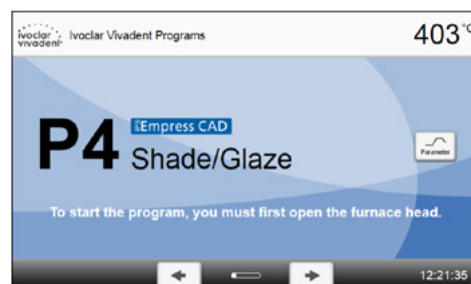 ivoclar vivadent: Ivoclar Vivadent Programs 403 °C
P4 IPS Empress CAD
Shade/Glaze
Parameter
To start the program, you must first open the furnace head.
12:21:35